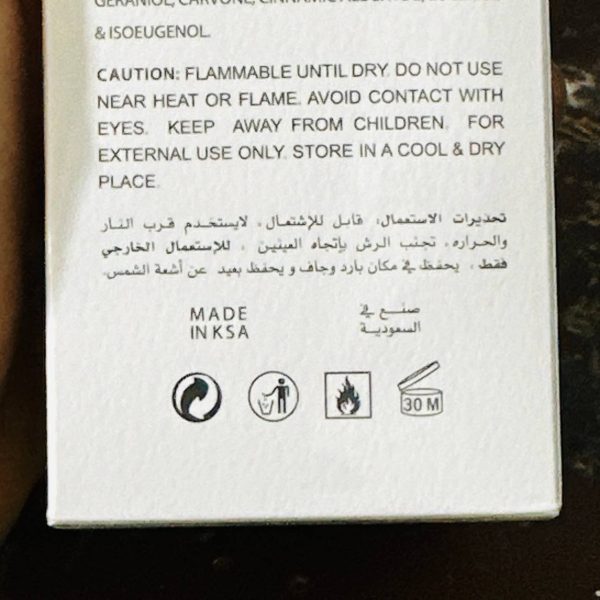 GERANIOL, CARVONE, CINNAMIC
& ISOEUGENOL.
CAUTION: FLAMMABLE UNTIL DRY. DO NOT USE
NEAR HEAT OR FLAME. AVOID CONTACT WITH
EYES. KEEP AWAY FROM CHILDREN. FOR
EXTERNAL USE ONLY. STORE IN A COOL & DRY
PLACE.
تحذيرات الاستعمال: قابل للإشتعال، لايستخدم قرب النار
والحراره، تجنب الرش بإتجاه العينين ، للإستعمال الخارجي
فقط ، يحفظ في مكان بارد وجاف و يحفظ بعيد عن أشعة الشمس.
MADE
IN KSA
صنع في
السعودية
30 M